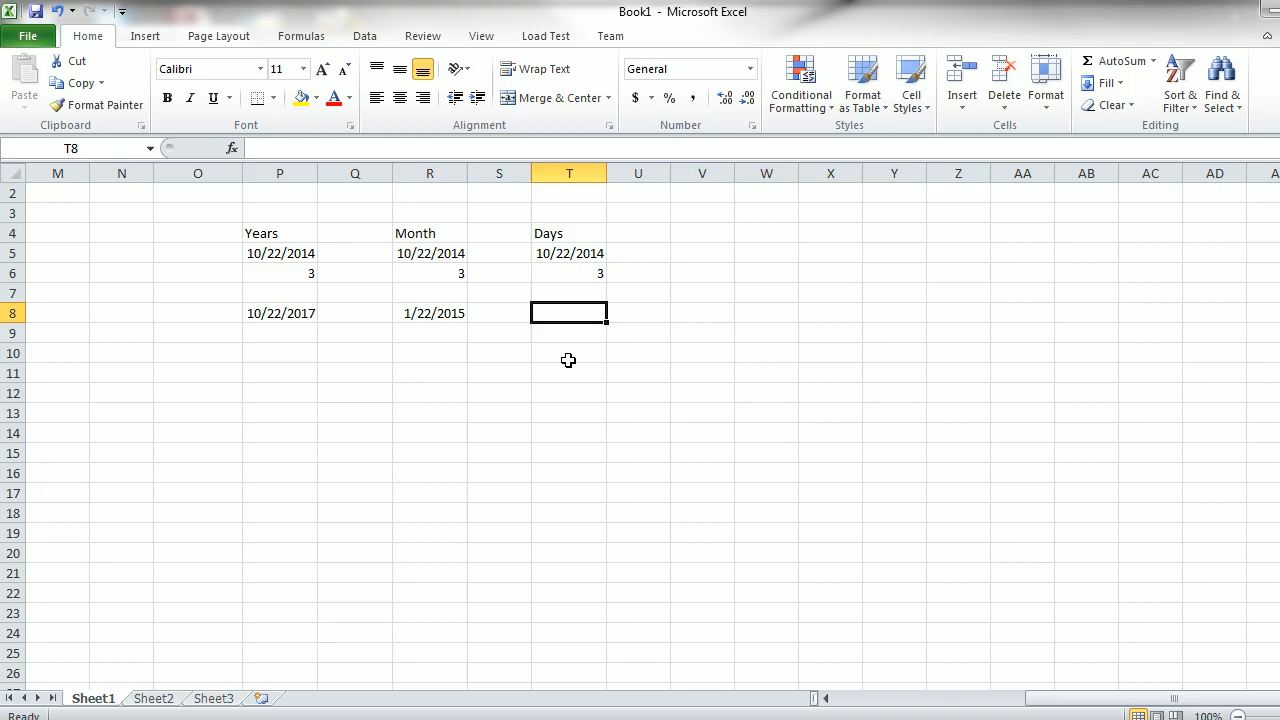 Book1 - Microsoft Excel
File Home Insert Page Layout Formulas Data Review View Load Test Team
Paste
Cut
Copy
Format Painter
Clipboard
Calibri 11 A A
B I U A
Font
Wrap Text
Merge & Center
Alignment
General
$ % , .00 .0
Number
Conditional Formatting
Format as Table
Cell Styles
Styles
Insert Delete Format
Cells
Σ AutoSum
Fill
Clear
Sort & Filter
Find & Select
Editing
T8 fx
M N O P Q R S T U V W X Y Z AA AB AC AD
2
3
4 Years Month Days
5 10/22/2014 10/22/2014 10/22/2014
6 3 3 3
7
8 10/22/2017 1/22/2015
9
10
11
12
13
14
15
16
17
18
19
20
21
22
23
24
25
26
Sheet1 Sheet2 Sheet3
Ready 100%